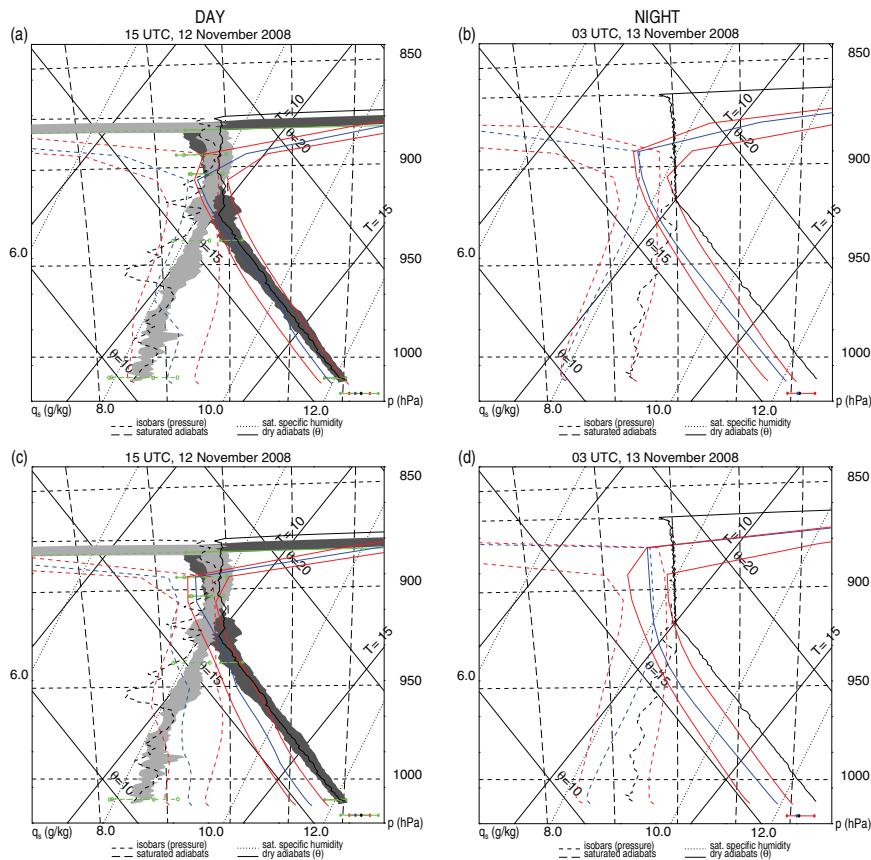 DAY
NIGHT
(a)
15 UTC, 12 November 2008
(b)
03 UTC, 13 November 2008
850
850
T= 10
T= 10
θ=20
θ=20
900
900
T= 15
T= 15
=15
θ=15
6.0
6.0
950
950
θ=10
θ=10
1000
1000
qs (g/kg)
8.0
10.0
12.0
p (hPa)
qs (g/kg)
8.0
10.0
12.0
p (hPa)
isobars (pressure)
sat. specific humidity
isobars (pressure)
sat. specific humidity
saturated adiabats
dry adiabats (θ)
saturated adiabats
dry adiabats (θ)
(c)
15 UTC, 12 November 2008
(d)
03 UTC, 13 November 2008
850
850
T= 10
T= 10
θ=20
θ=20
900
900
T= 15
T= 15
θ=15
θ=15
6.0
6.0
950
950
θ=10
θ=10
1000
1000
qs (g/kg)
8.0
10.0
12.0
p (hPa)
qs (g/kg)
8.0
10.0
12.0
p (hPa)
isobars (pressure)
sat. specific humidity
isobars (pressure)
sat. specific humidity
saturated adiabats
dry adiabats (θ)
saturated adiabats
dry adiabats (θ)